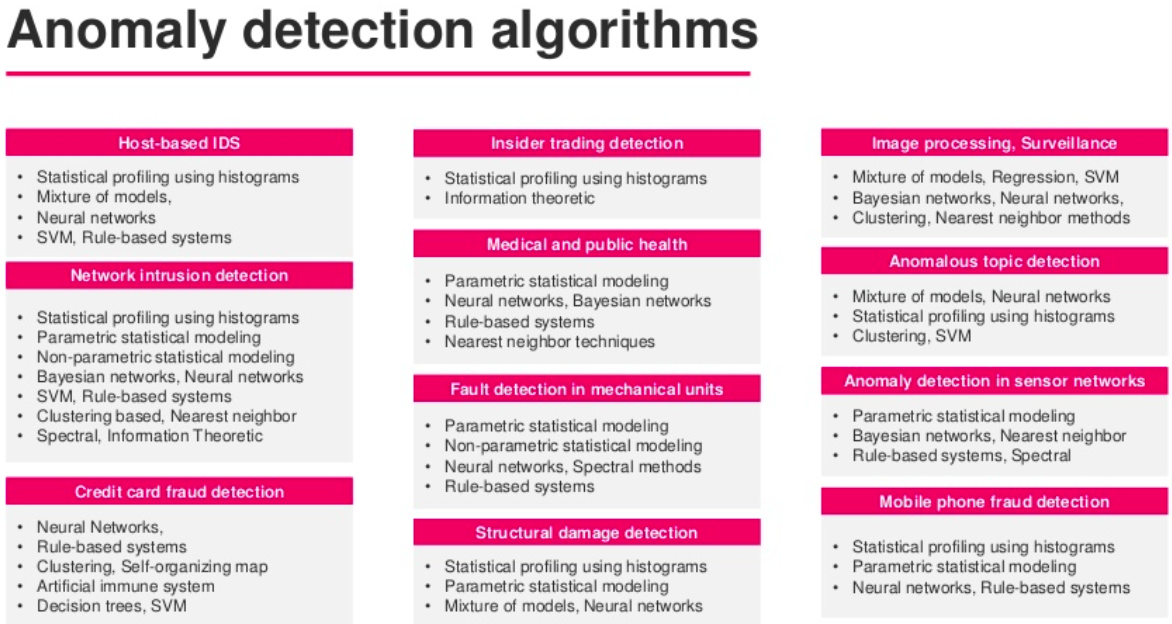 Anomaly detection algorithms
Host-based IDS
• Statistical profiling using histograms
• Mixture of models,
• Neural networks
• SVM, Rule-based systems
Network intrusion detection
• Statistical profiling using histograms
• Parametric statistical modeling
• Non-parametric statistical modeling
• Bayesian networks, Neural networks
• SVM, Rule-based systems
• Clustering based, Nearest neighbor
• Spectral, Information Theoretic
Credit card fraud detection
• Neural Networks,
• Rule-based systems
• Clustering, Self-organizing map
• Artificial immune system
• Decision trees, SVM
Insider trading detection
• Statistical profiling using histograms
• Information theoretic
Medical and public health
• Parametric statistical modeling
• Neural networks, Bayesian networks
• Rule-based systems
• Nearest neighbor techniques
Fault detection in mechanical units
• Parametric statistical modeling
• Non-parametric statistical modeling
• Neural networks, Spectral methods
• Rule-based systems
Structural damage detection
• Statistical profiling using histograms
• Parametric statistical modeling
• Mixture of models, Neural networks
Image processing, Surveillance
• Mixture of models, Regression, SVM
• Bayesian networks, Neural networks,
• Clustering, Nearest neighbor methods
Anomalous topic detection
• Mixture of models, Neural networks
• Statistical profiling using histograms
• Clustering, SVM
Anomaly detection in sensor networks
• Parametric statistical modeling
• Bayesian networks, Nearest neighbor
• Rule-based systems, Spectral
Mobile phone fraud detection
• Statistical profiling using histograms
• Parametric statistical modeling
• Neural networks, Rule-based systems